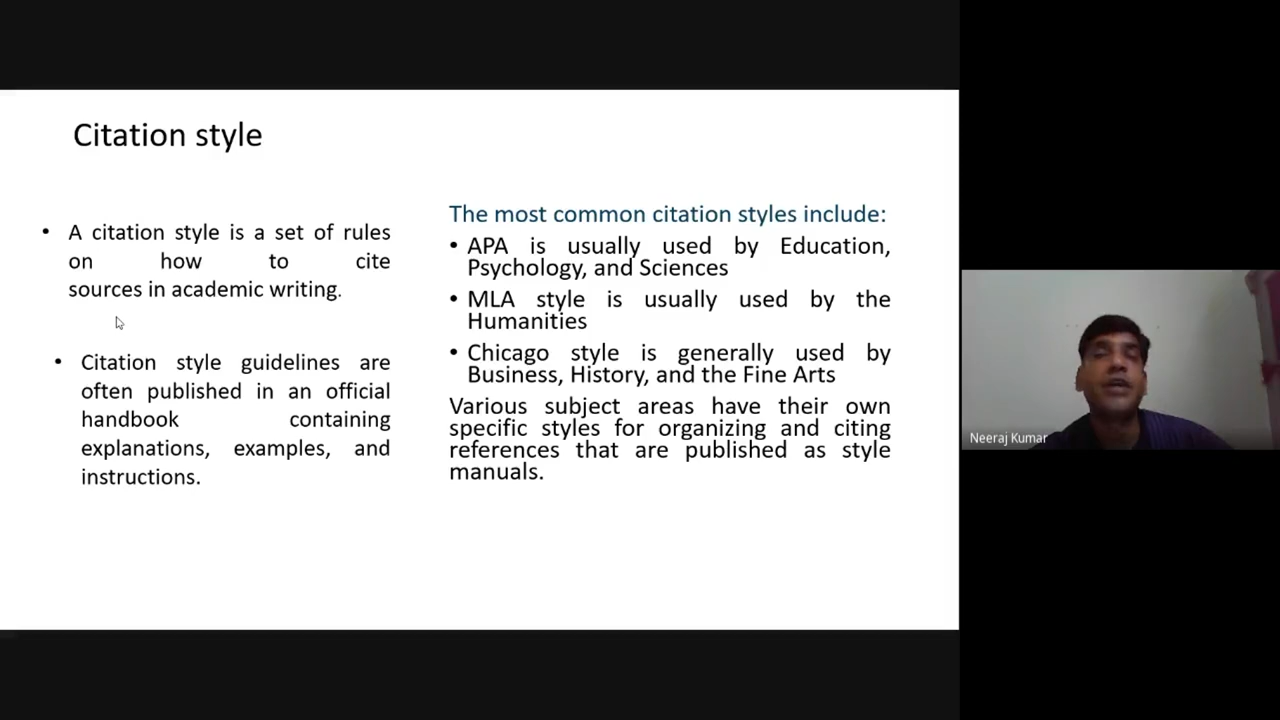 Citation style
• A citation style is a set of rules
on how to cite
sources in academic writing.
• Citation style guidelines are
often published in an official
handbook containing
explanations, examples, and
instructions.
The most common citation styles include:
• APA is usually used by Education,
Psychology, and Sciences
• MLA style is usually used by the
Humanities
• Chicago style is generally used by
Business, History, and the Fine Arts
Various subject areas have their own
specific styles for organizing and citing
references that are published as style
manuals.
Neeraj Kumar